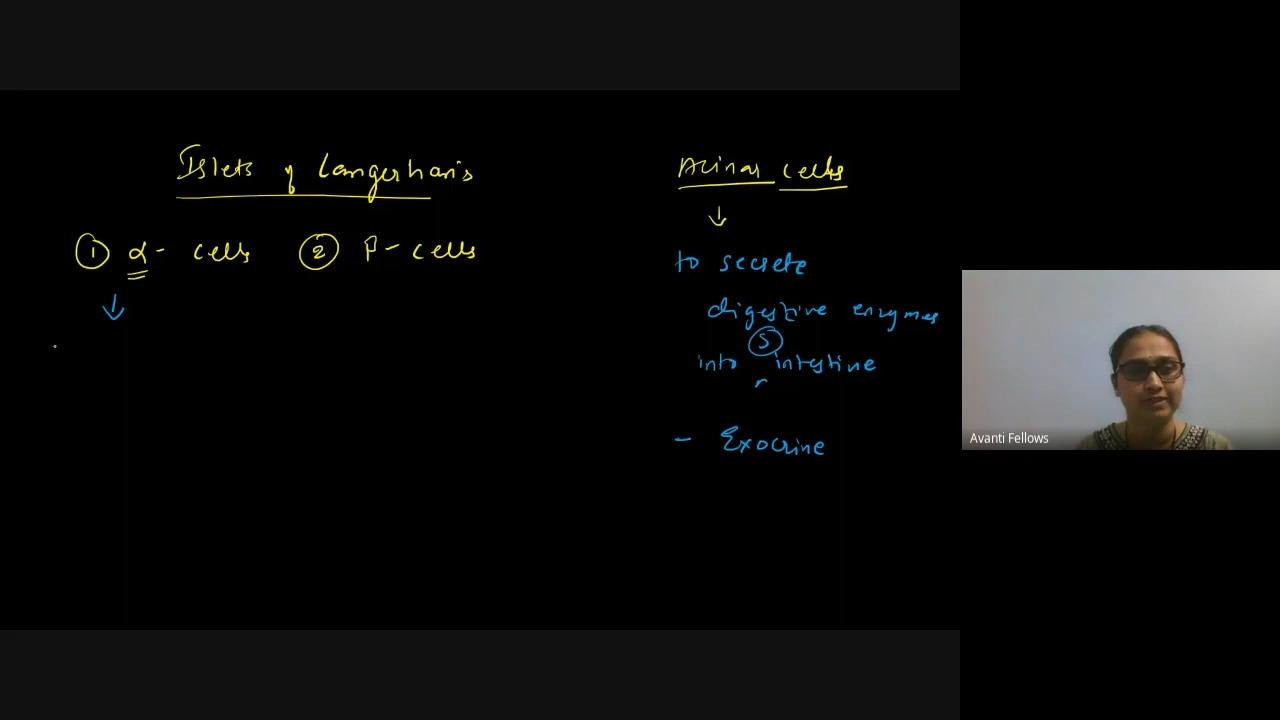 Islets of Langerhans
① α- cells ② β- cells
Acinar cells
↓
to secrete
digestive enzymes
into Ⓢ intestine
- Exocrine
Avanti Fellows